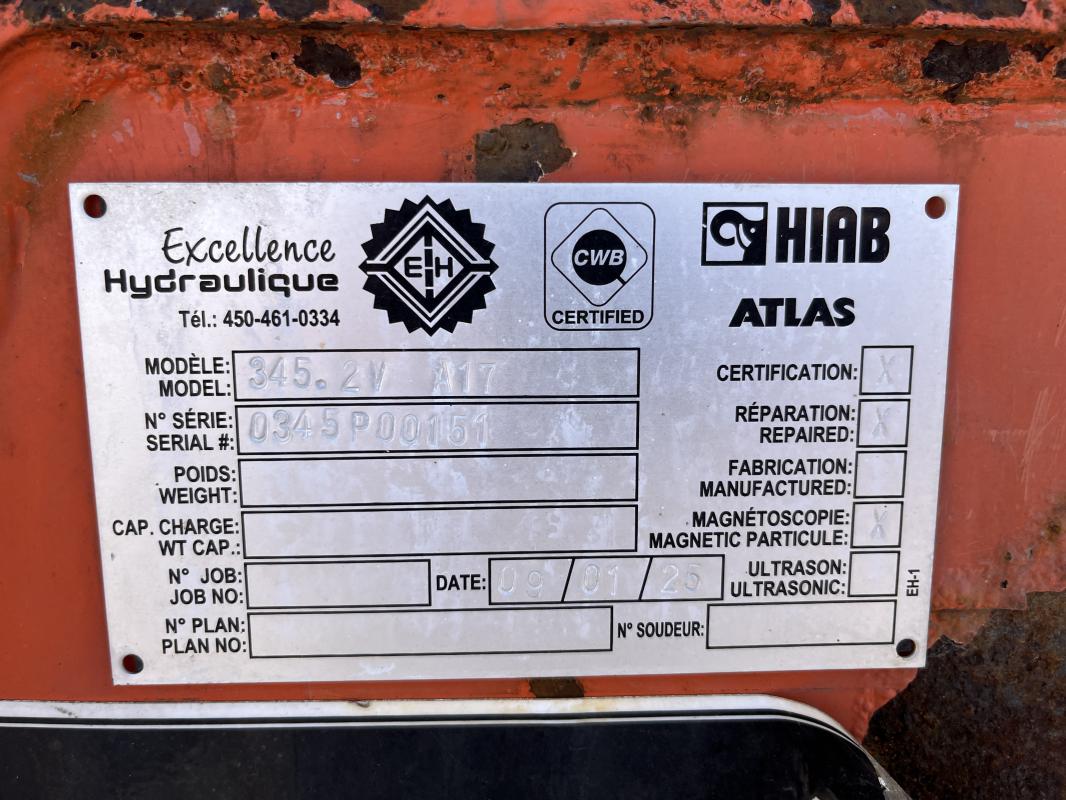 Excellence
Hydraulique
Tél.: 450-461-0334
EH
CWB
CERTIFIED
HIAB
ATLAS
MODÈLE:
MODEL: 345.2V A17
N° SÉRIE:
SERIAL #: 0345P00151
POIDS:
WEIGHT:
CAP. CHARGE:
WT CAP.:
N° JOB:
JOB NO:
DATE: 09/01/25
N° PLAN:
PLAN NO:
N° SOUDEUR:
CERTIFICATION: X
RÉPARATION:
REPAIRED: X
FABRICATION:
MANUFACTURED:
MAGNÉTOSCOPIE:
MAGNETIC PARTICULE: X
ULTRASON:
ULTRASONIC:
EH-1